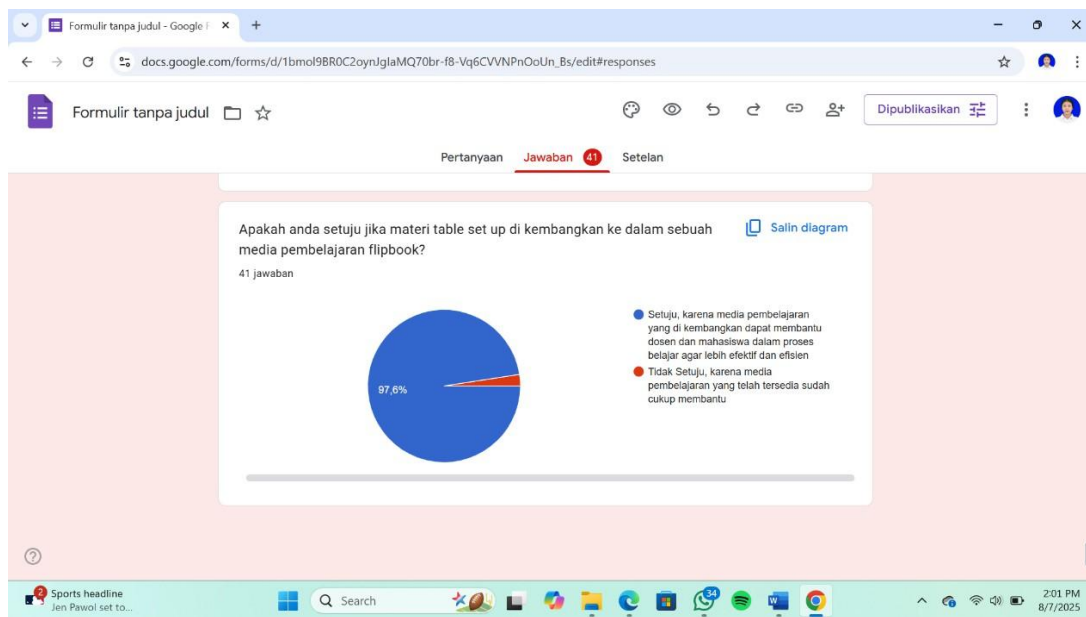 Formulir tanpa judul - Google F
docs.google.com/forms/d/1bmol9BR0C2oynJglaMQ70br-f8-Vq6CVVNPnOoUn_Bs/edit#responses
Formulir tanpa judul
Dipublikasikan
Pertanyaan Jawaban 41 Setelan
Apakah anda setuju jika materi table set up di kembangkan ke dalam sebuah
media pembelajaran flipbook?
Salin diagram
41 jawaban
97,6%
Setuju, karena media pembelajaran
yang di kembangkan dapat membantu
dosen dan mahasiswa dalam proses
belajar agar lebih efektif dan efisien
Tidak Setuju, karena media
pembelajaran yang telah tersedia sudah
cukup membantu
2
Sports headline
Jen Pawol set to...
Search
34
2:01 PM
8/7/2025